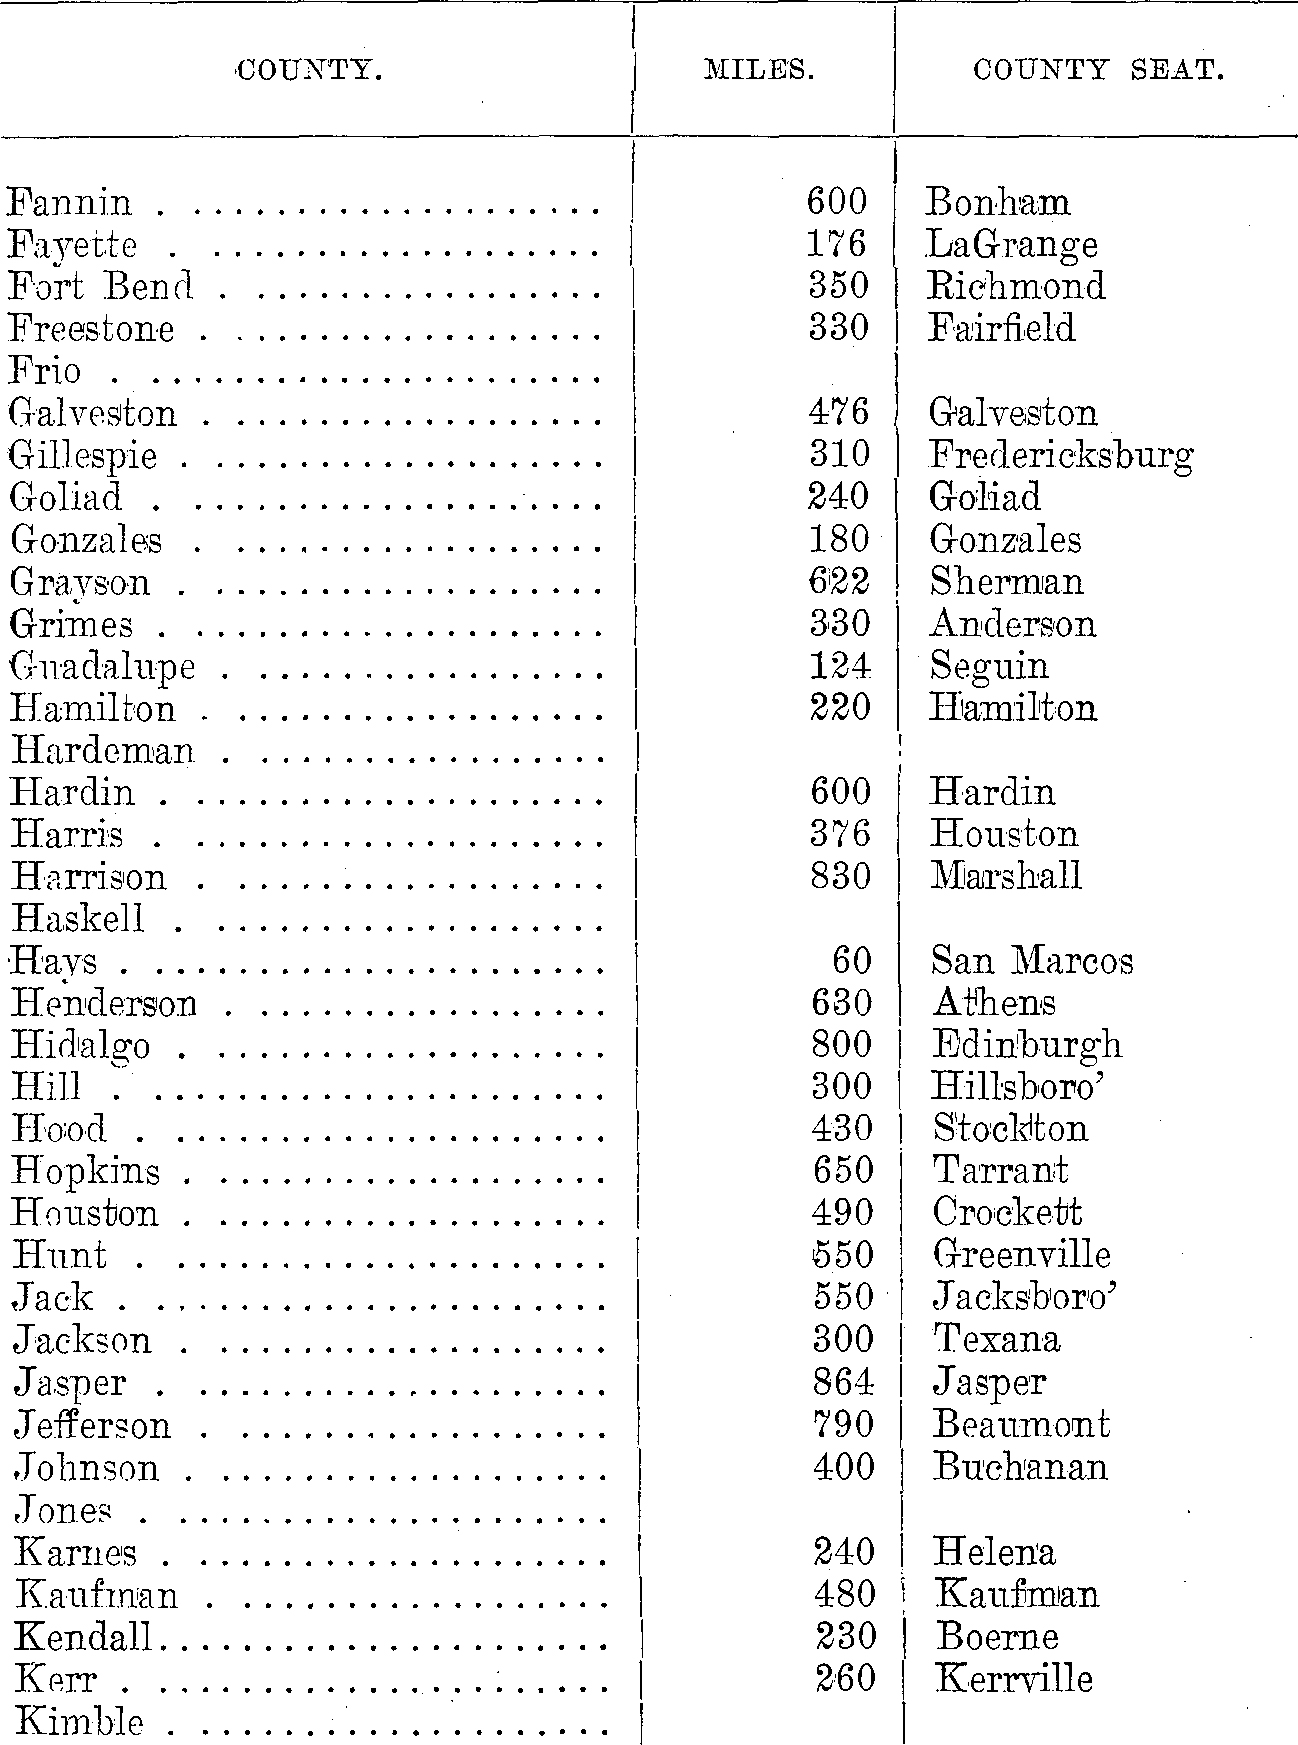 COUNTY. MILES. COUNTY SEAT.
Fannin . . . . . . . . . . . . . . . . . . . . . 600 Bonham
Fayette . . . . . . . . . . . . . . . . . . . . 176 LaGrange
Fort Bend . . . . . . . . . . . . . . . . . . 350 Richmond
Freestone . . . . . . . . . . . . . . . . . . . 330 Fairfield
Frio . . . . . . . . . . . . . . . . . . . . . . .
Galveston . . . . . . . . . . . . . . . . . . . 476 Galveston
Gillespie . . . . . . . . . . . . . . . . . . . . 310 Fredericksburg
Goliad . . . . . . . . . . . . . . . . . . . . . 240 Goliad
Gonzales . . . . . . . . . . . . . . . . . . . 180 Gonzales
Grayson . . . . . . . . . . . . . . . . . . . . 622 Sherman
Grimes . . . . . . . . . . . . . . . . . . . . . 330 Anderson
Guadalupe . . . . . . . . . . . . . . . . . . 124 Seguin
Hamilton . . . . . . . . . . . . . . . . . . . 220 Hamilton
Hardeman . . . . . . . . . . . . . . . . . .
Hardin . . . . . . . . . . . . . . . . . . . . . 600 Hardin
Harris . . . . . . . . . . . . . . . . . . . . . 376 Houston
Harrison . . . . . . . . . . . . . . . . . . . 830 Marshall
Haskell . . . . . . . . . . . . . . . . . . . .
Hays . . . . . . . . . . . . . . . . . . . . . . . 60 San Marcos
Henderson . . . . . . . . . . . . . . . . . . 630 Athens
Hidalgo . . . . . . . . . . . . . . . . . . . . 800 Edinburgh
Hill . . . . . . . . . . . . . . . . . . . . . . . 300 Hillsboro’
Hood . . . . . . . . . . . . . . . . . . . . . . 430 Stockton
Hopkins . . . . . . . . . . . . . . . . . . . . 650 Tarrant
Houston . . . . . . . . . . . . . . . . . . . . 490 Crockett
Hunt . . . . . . . . . . . . . . . . . . . . . . 550 Greenville
Jack . . . . . . . . . . . . . . . . . . . . . . . 550 Jacksboro’
Jackson . . . . . . . . . . . . . . . . . . . . 300 Texana
Jasper . . . . . . . . . . . . . . . . . . . . . 864 Jasper
Jefferson . . . . . . . . . . . . . . . . . . . 790 Beaumont
Johnson . . . . . . . . . . . . . . . . . . . . 400 Buchanan
Jones . . . . . . . . . . . . . . . . . . . . . .
Karnes . . . . . . . . . . . . . . . . . . . . . 240 Helena
Kaufman . . . . . . . . . . . . . . . . . . . 480 Kaufman
Kendall . . . . . . . . . . . . . . . . . . . . . . 230 Boerne
Kerr . . . . . . . . . . . . . . . . . . . . . . . 260 Kerrville
Kimble . . . . . . . . . . . . . . . . . . . . .